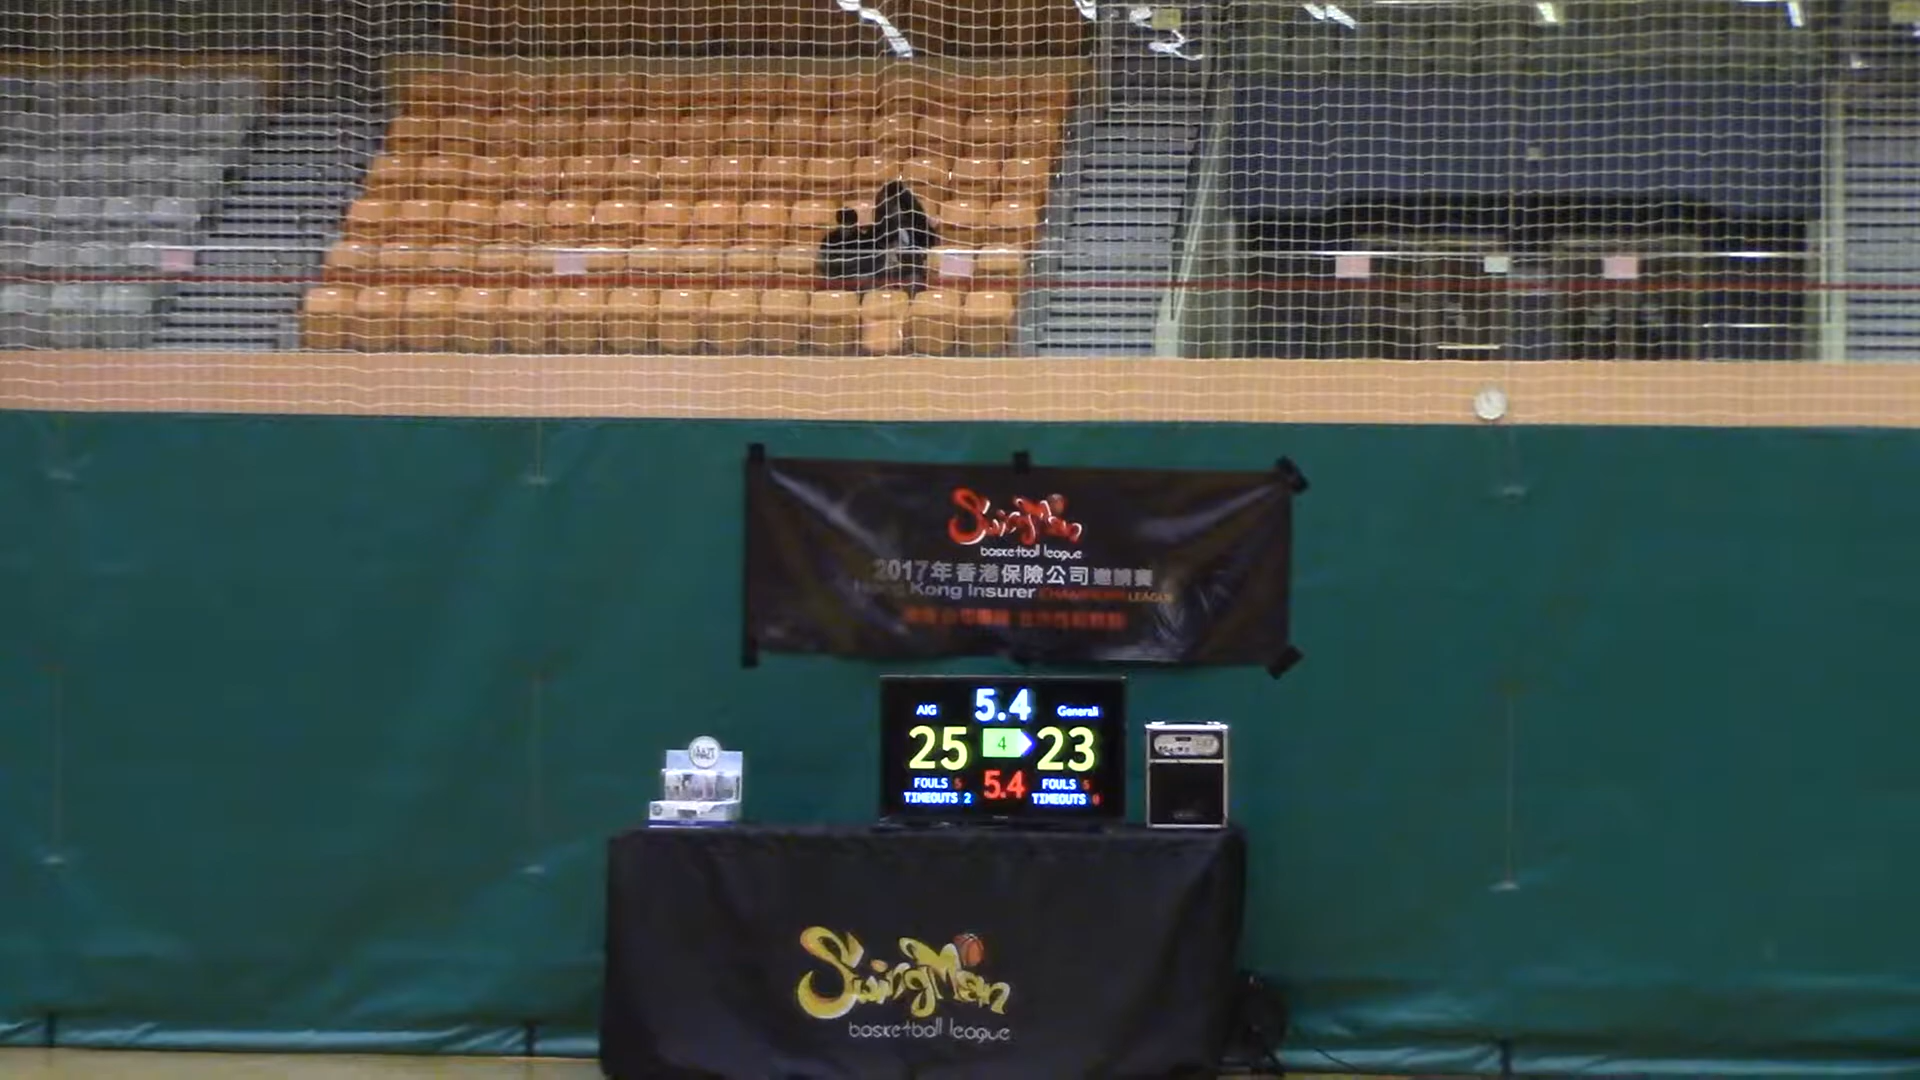 SwingMan
basketball league
2017年香港保險公司邀請賽
Hong Kong Insurer CHAMPION LEAGUE
5.4
AIG
Generali
25
4
23
5.4
FOULS 5
FOULS 5
TIMEOUTS 2
TIMEOUTS 0
SwingMan
basketball league